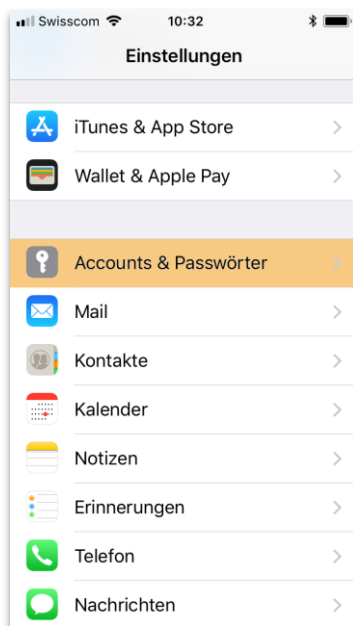 Swisscom 10:32
Einstellungen
iTunes & App Store
Wallet & Apple Pay
Accounts & Passwörter
Mail
Kontakte
Kalender
Notizen
Erinnerungen
Telefon
Nachrichten